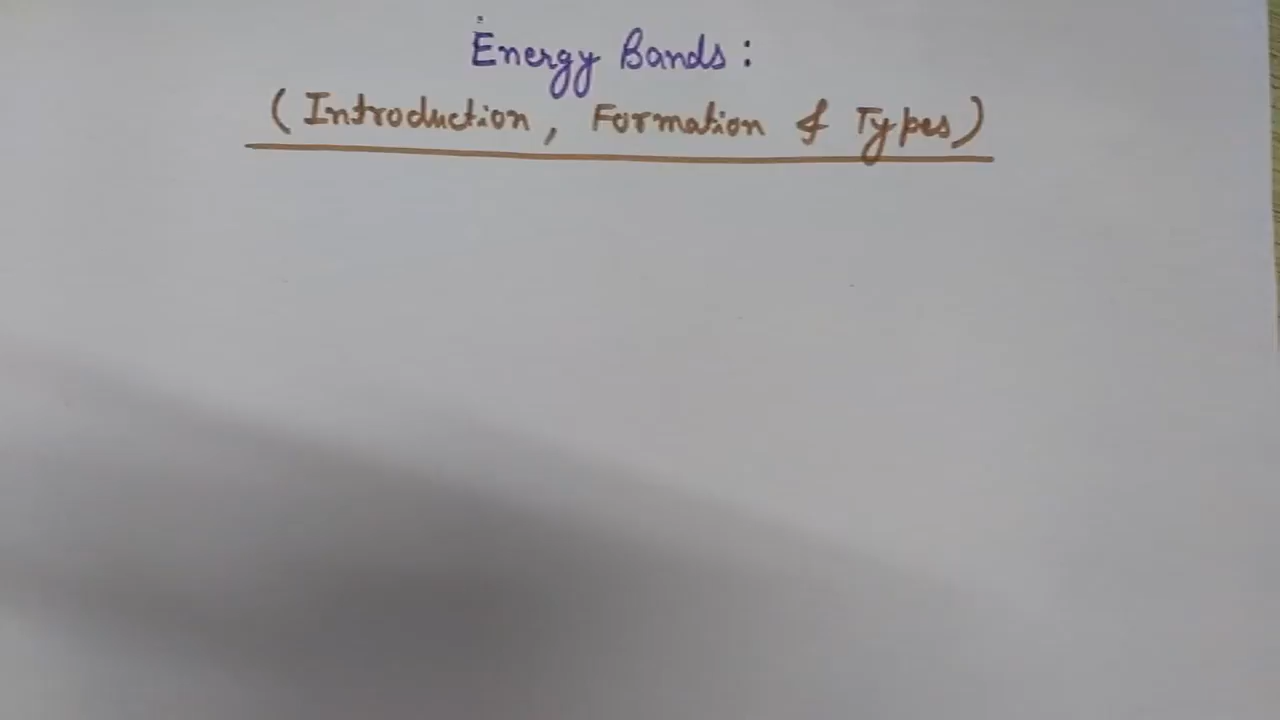 Energy Bands:
(Introduction, Formation & Types)